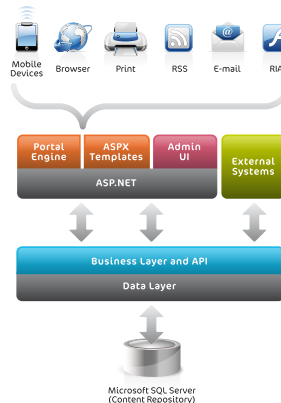 Mobile
Devices
Browser
Print
RSS
E-mail
RIA
Portal
Engine
ASPX
Templates
Admin
UI
External
Systems
ASP.NET
Business Layer and API
Data Layer
Microsoft SQL Server
(Content Repository)